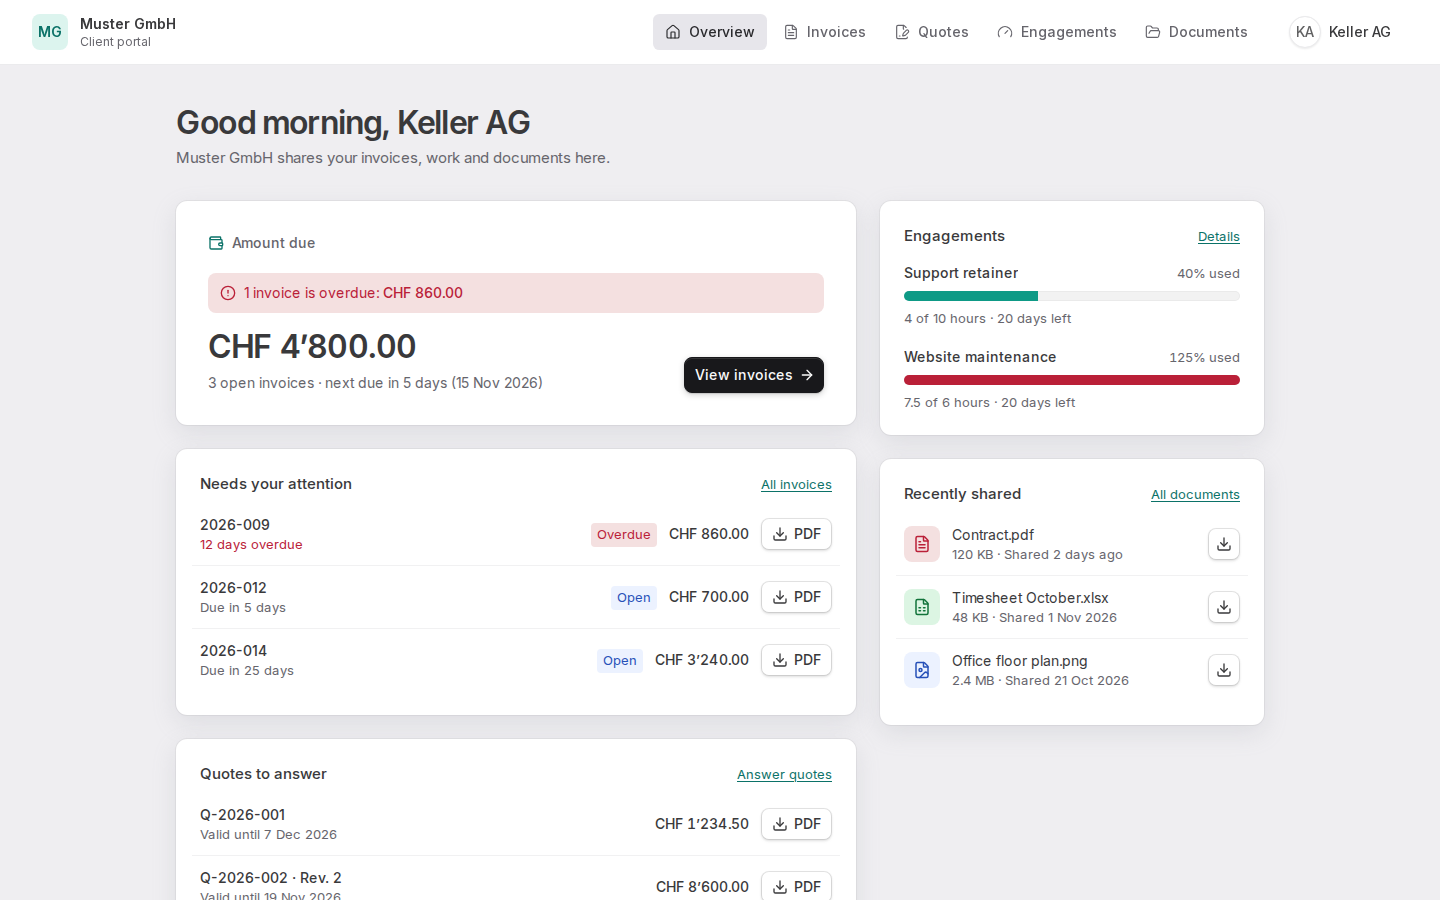 MG
Muster GmbH
Client portal
Overview
Invoices
Quotes
Engagements
Documents
KA
Keller AG
Good morning, Keller AG
Muster GmbH shares your invoices, work and documents here.
Amount due
1 invoice is overdue: CHF 860.00
CHF 4’800.00
3 open invoices · next due in 5 days (15 Nov 2026)
View invoices
Needs your attention
All invoices
2026-009
12 days overdue
Overdue
CHF 860.00
PDF
2026-012
Due in 5 days
Open
CHF 700.00
PDF
2026-014
Due in 25 days
Open
CHF 3’240.00
PDF
Quotes to answer
Answer quotes
Q-2026-001
Valid until 7 Dec 2026
CHF 1’234.50
PDF
Q-2026-002 · Rev. 2
Valid until 19 Nov 2026
CHF 8’600.00
PDF
Engagements
Details
Support retainer
40% used
4 of 10 hours · 20 days left
Website maintenance
125% used
7.5 of 6 hours · 20 days left
Recently shared
All documents
Contract.pdf
120 KB · Shared 2 days ago
Timesheet October.xlsx
48 KB · Shared 1 Nov 2026
Office floor plan.png
2.4 MB · Shared 21 Oct 2026